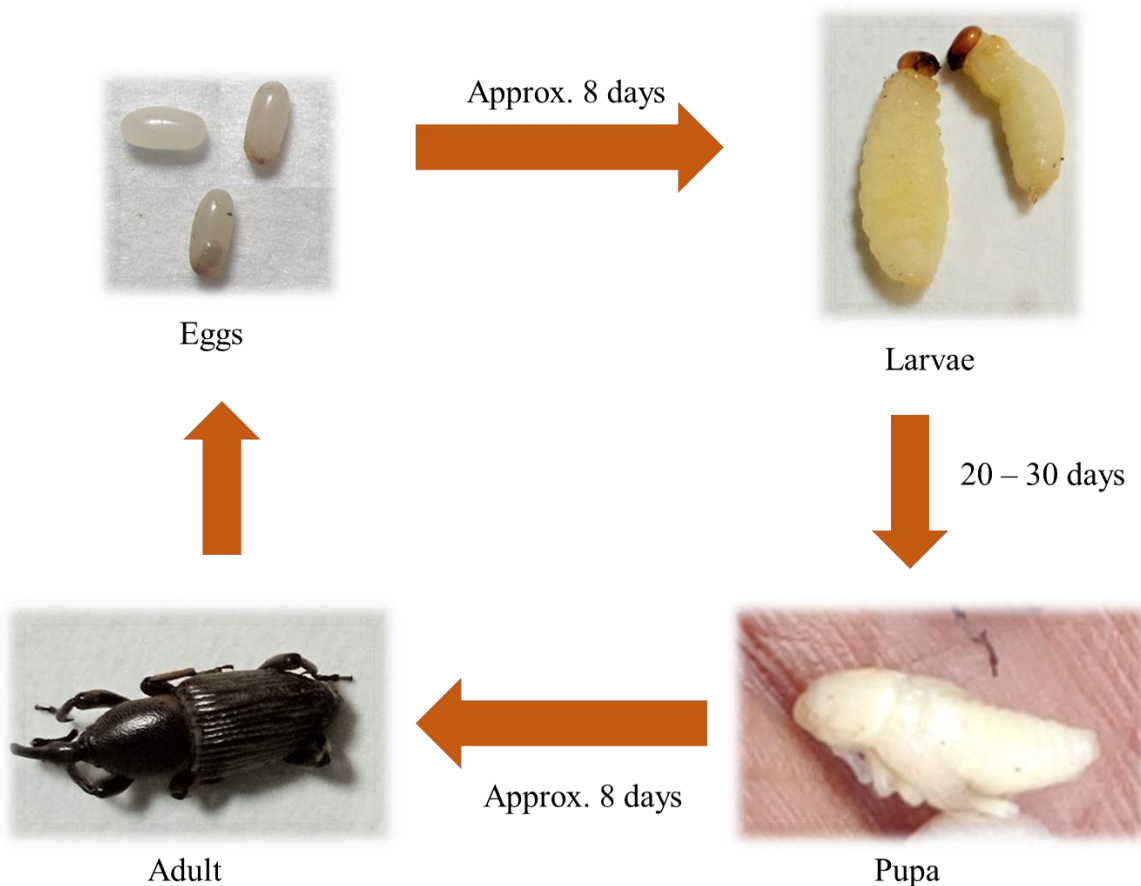 Approx. 8 days
Eggs
Larvae
20 – 30 days
Approx. 8 days
Adult
Pupa